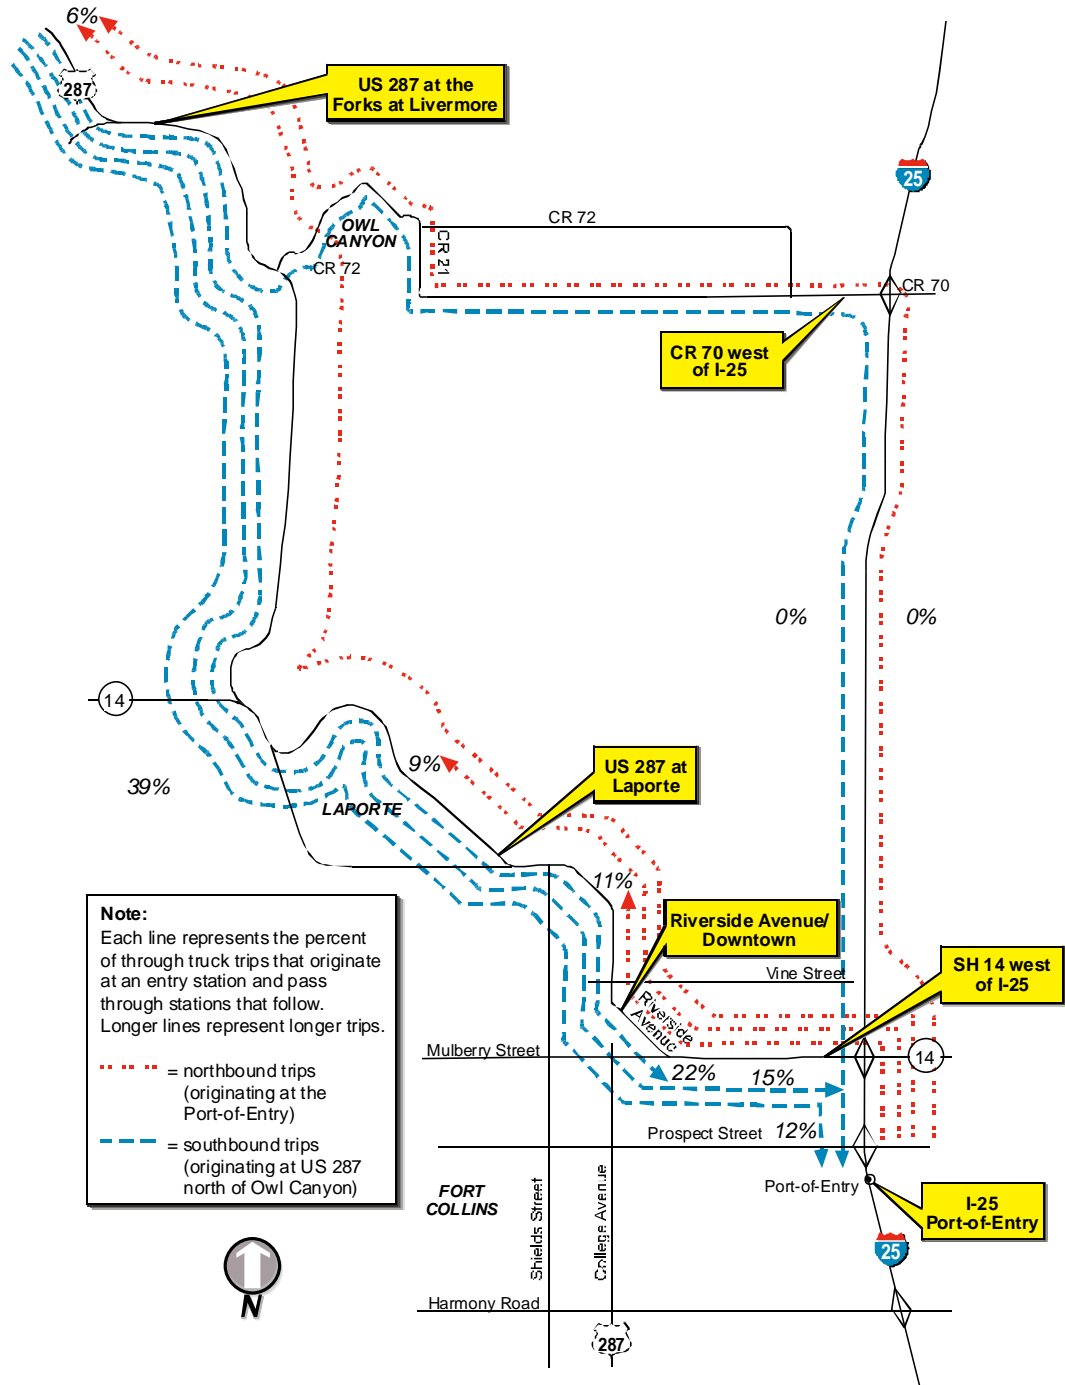 6%
287
US 287 at the
Forks at Livermore
25
CR 72
OWL
CANYON
CR 21
CR 72
CR 70
CR 70 west
of I-25
0%
0%
14
39%
9%
US 287 at
Laporte
LAPORTE
11%
Riverside Avenue/
Downtown
Vine Street
SH 14 west
of I-25
Riverside
Avenue
Mulberry Street
14
22%
15%
12%
Prospect Street
Port-of-Entry
I-25
Port-of-Entry
Note:
Each line represents the percent
of through truck trips that originate
at an entry station and pass
through stations that follow.
Longer lines represent longer trips.
= northbound trips
(originating at the
Port-of-Entry)
= southbound trips
(originating at US 287
north of Owl Canyon)
FORT
COLLINS
Shields Street
College Avenue
25
N
Harmony Road
287